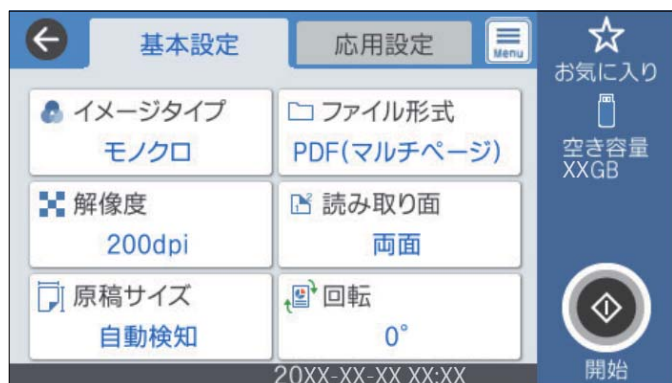 基本設定
応用設定
Menu
お気に入り
イメージタイプ
モノクロ
ファイル形式
PDF(マルチページ)
空き容量
XXGB
解像度
200dpi
読み取り面
両面
原稿サイズ
自動検知
回転
0°
開始
20XX-XX-XX XX:XX